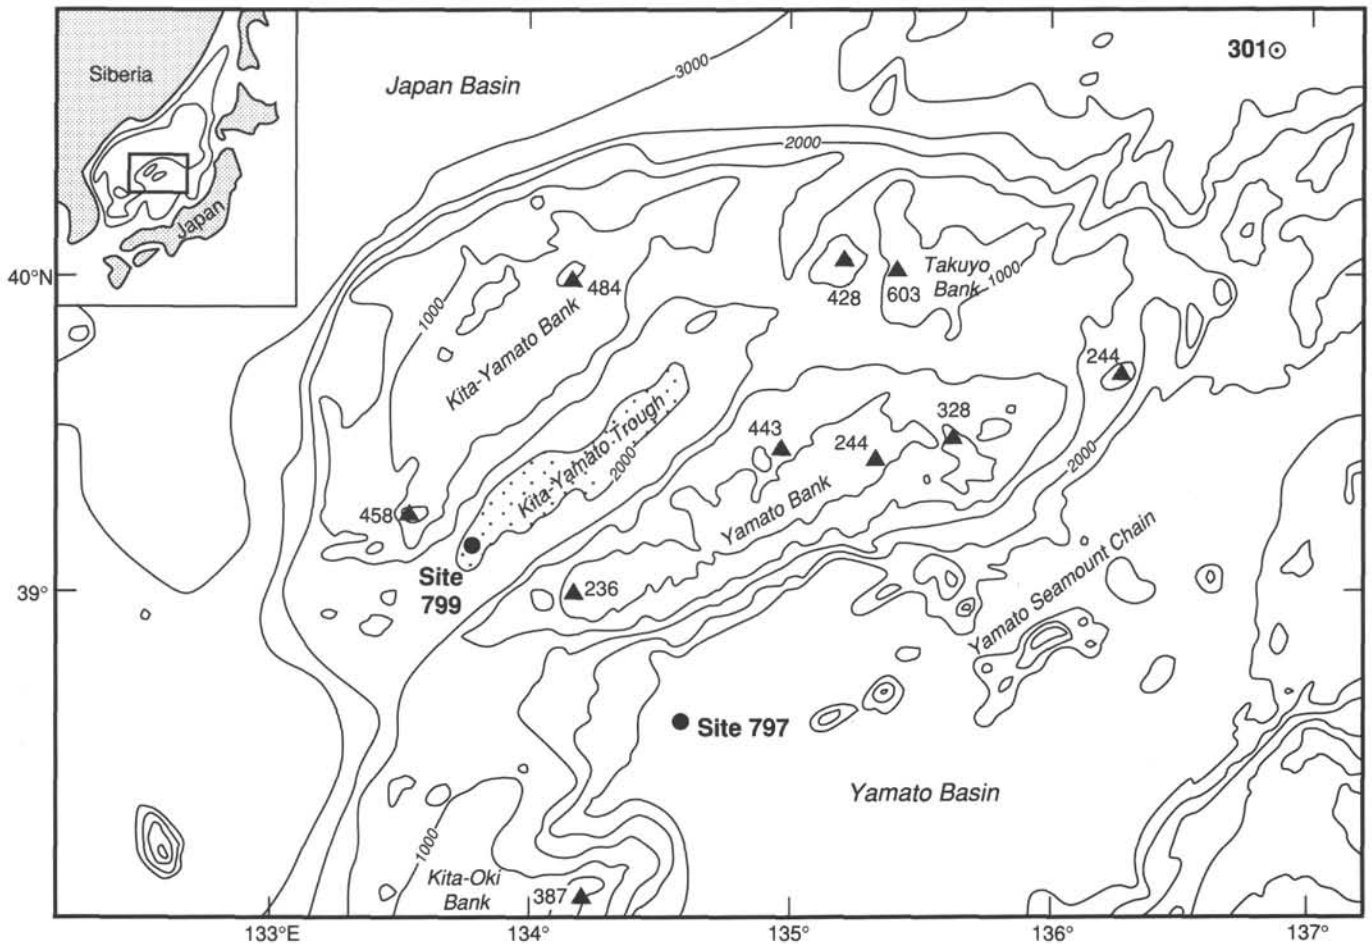 Siberia
Japan
Japan Basin
3000
301
2000
40°N
1000
484
Kita-Yamato Bank
428
603
Takuyo
Bank
1000
244
Kita-Yamato Trough
2000
443
244
328
2000
458
Yamato Bank
Site
799
39°
236
Yamato Seamount Chain
Site 797
Yamato Basin
1000
Kita-Oki
Bank
387
133°E
134°
135°
136°
137°